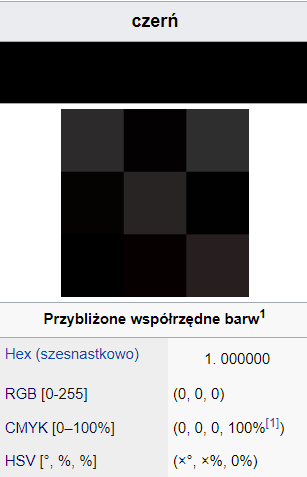 czerń
Przybliżone współrzędne barw1
Hex (szesnastkowo) 1. 000000
RGB [0-255] (0, 0, 0)
CMYK [0–100%] (0, 0, 0, 100%[1])
HSV [°, %, %] (×°, ×%, 0%)